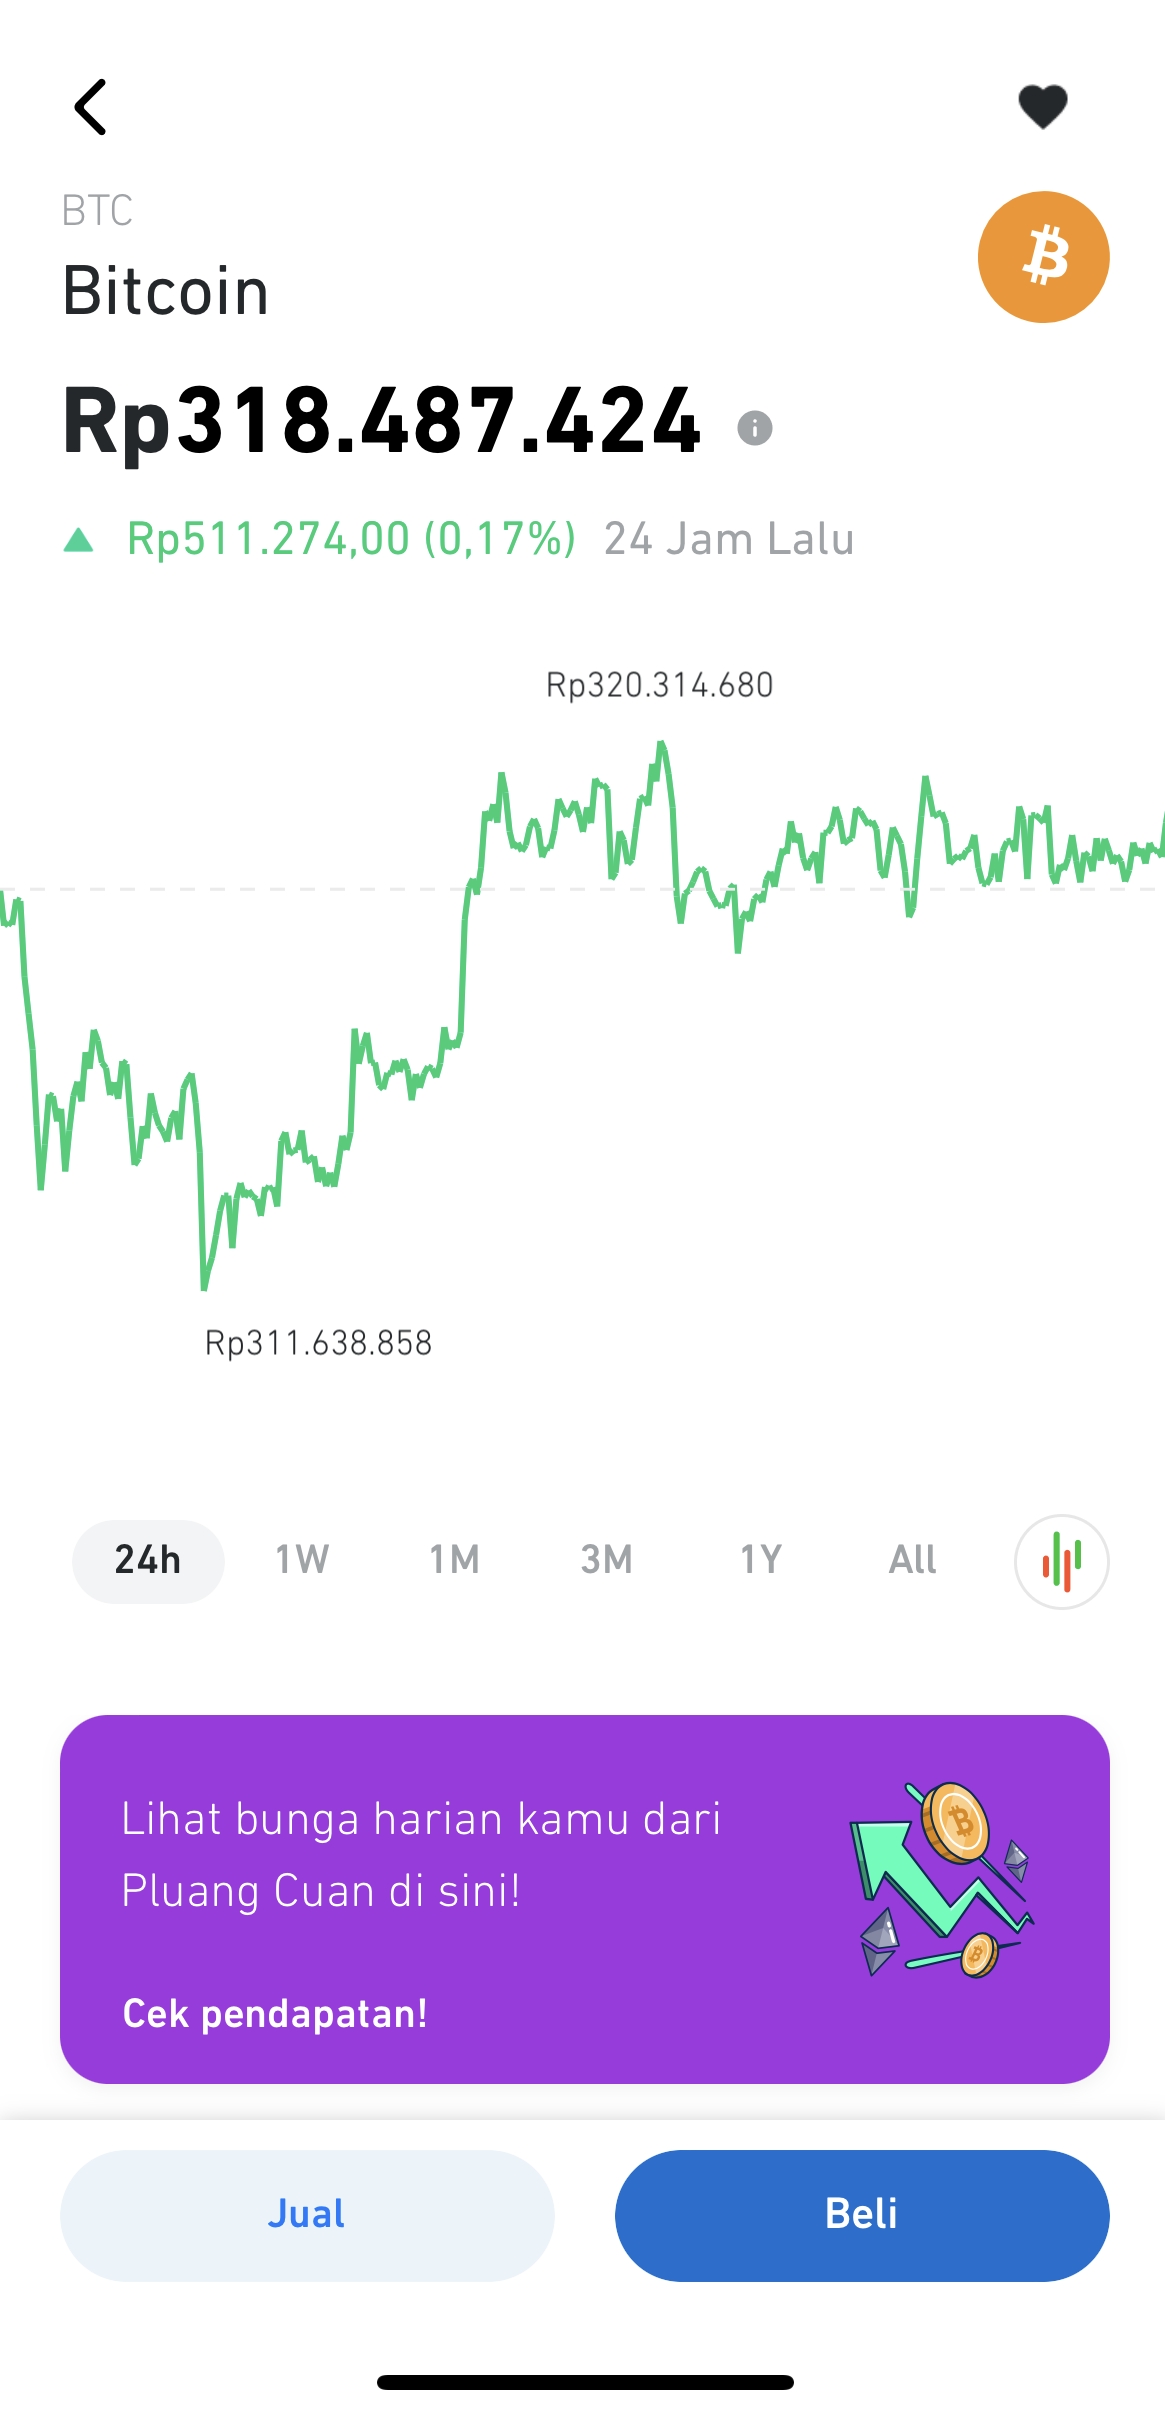 BTC
Bitcoin
Rp318.487.424
Rp511.274,00 (0,17%) 24 Jam Lalu
Rp320.314.680
Rp311.638.858
24h 1W 1M 3M 1Y All
Lihat bunga harian kamu dari
Pluang Cuan di sini!
Cek pendapatan!
Jual Beli